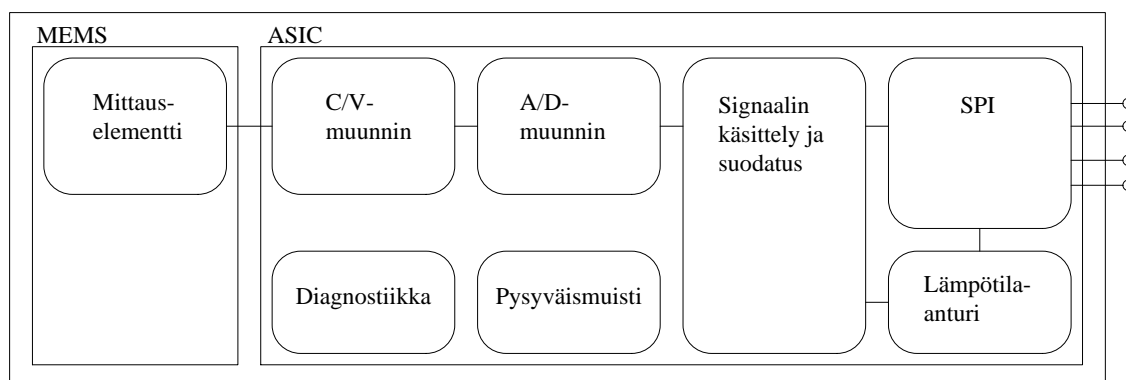 MEMS
ASIC
Mittaus-
elementti
C/V-
muunnin
A/D-
muunnin
Signaalin
käsittely ja
suodatus
SPI
Diagnostiikka
Pysyväismuisti
Lämpötila-
anturi